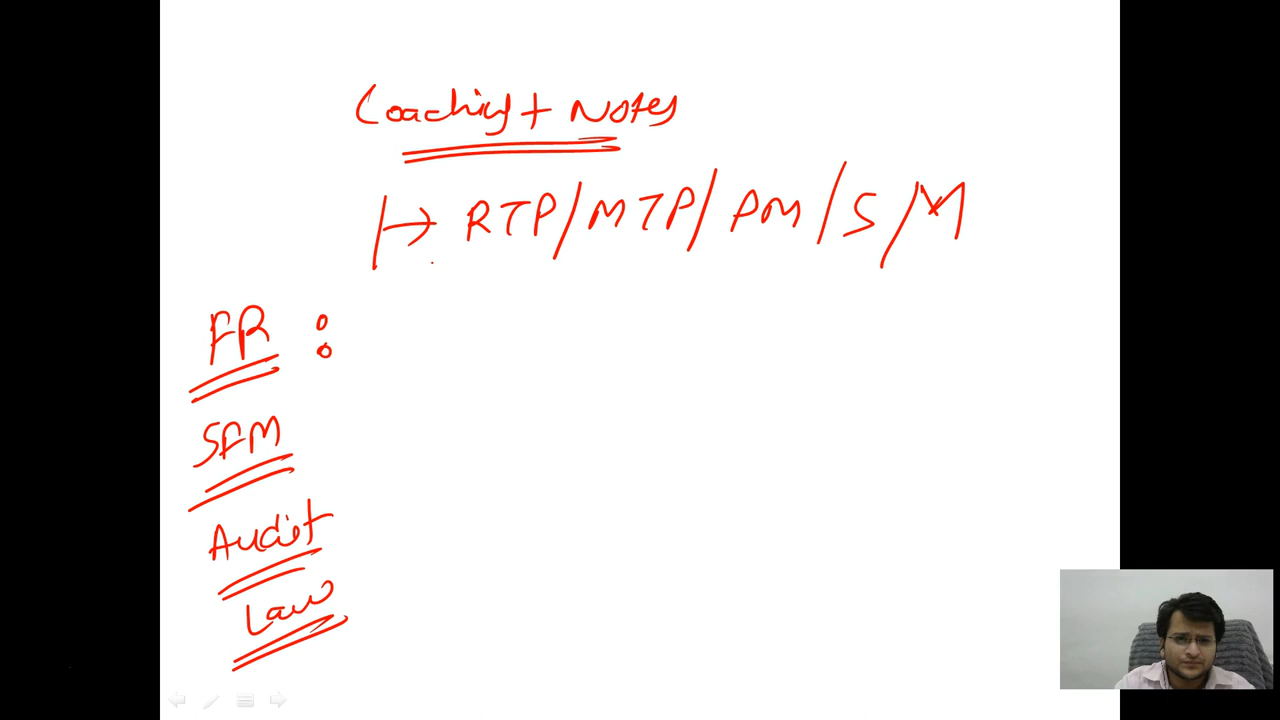 Coaching + Notes
→ RTP/MTP/PM/S/M
FR :
SFM
Audit
Law